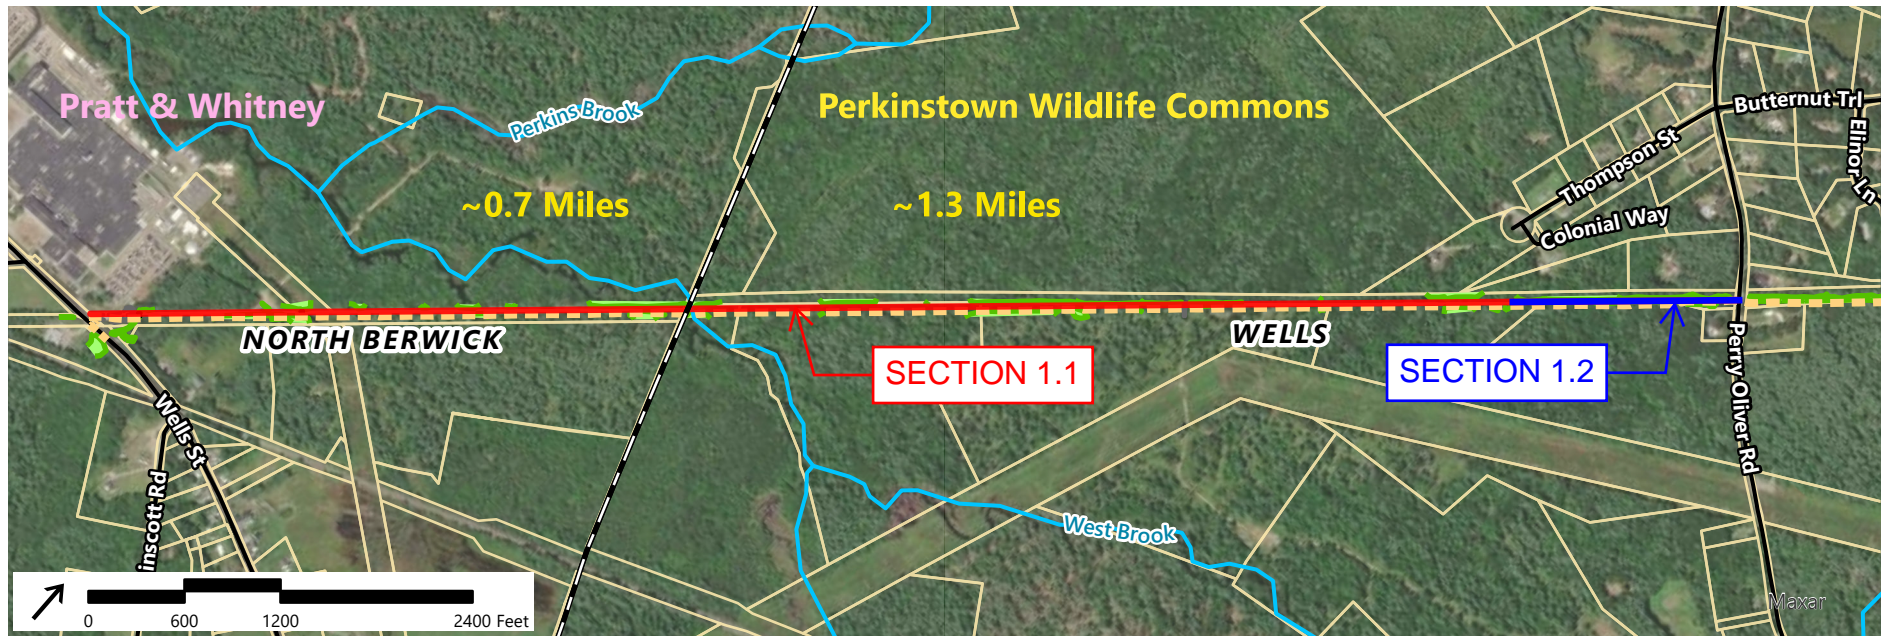 Pratt & Whitney
Perkins Brook
Perkinstown Wildlife Commons
Butternut Trl
Elinor Ln
Thompson St
Colonial Way
~0.7 Miles
~1.3 Miles
NORTH BERWICK
WELLS
SECTION 1.1
SECTION 1.2
Perry Oliver Rd
Wells St
inscott Rd
West Brook
0 600 1200 2400 Feet
Maxar